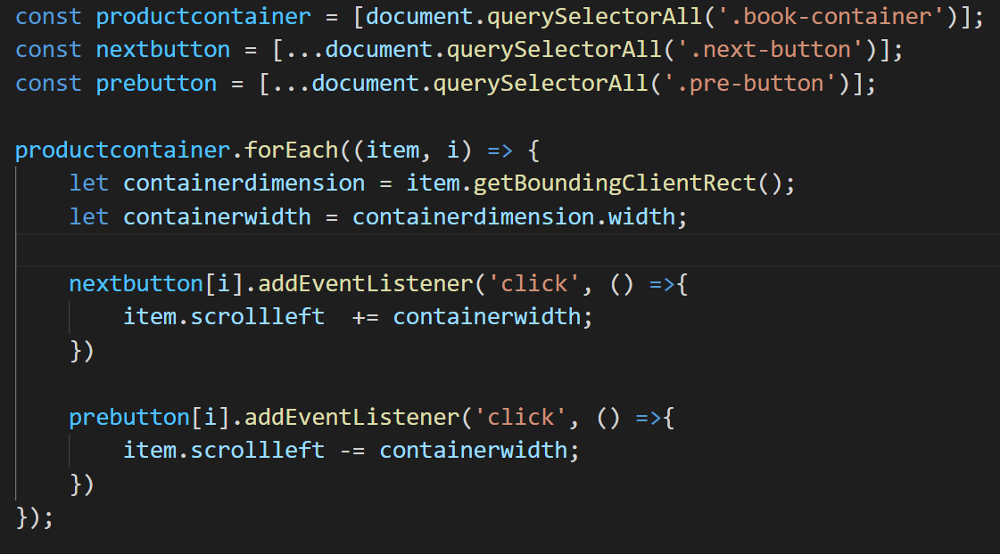 const productcontainer = [document.querySelectorAll('.book-container')];
const nextbutton = [...document.querySelectorAll('.next-button')];
const prebutton = [...document.querySelectorAll('.pre-button')];
productcontainer.forEach((item, i) => {
let containerdimension = item.getBoundingClientRect();
let containerwidth = containerdimension.width;
nextbutton[i].addEventListener('click', () =>{
item.scrollleft  += containerwidth;
})
prebutton[i].addEventListener('click', () =>{
item.scrollleft -= containerwidth;
})
});